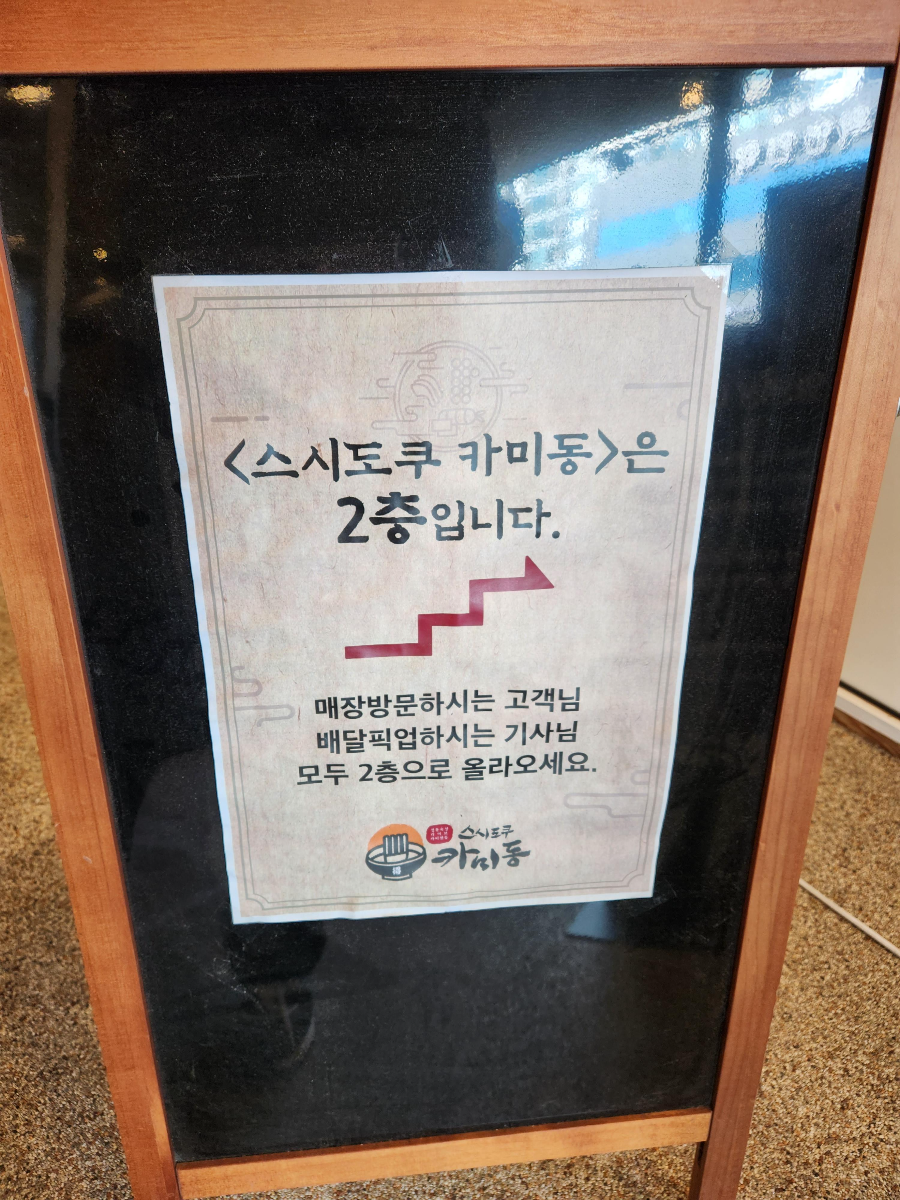 <스시도쿠 카미동>은
2층입니다.
매장방문하시는 고객님
배달픽업하시는 기사님
모두 2층으로 올라오세요.
스시도쿠
카미동